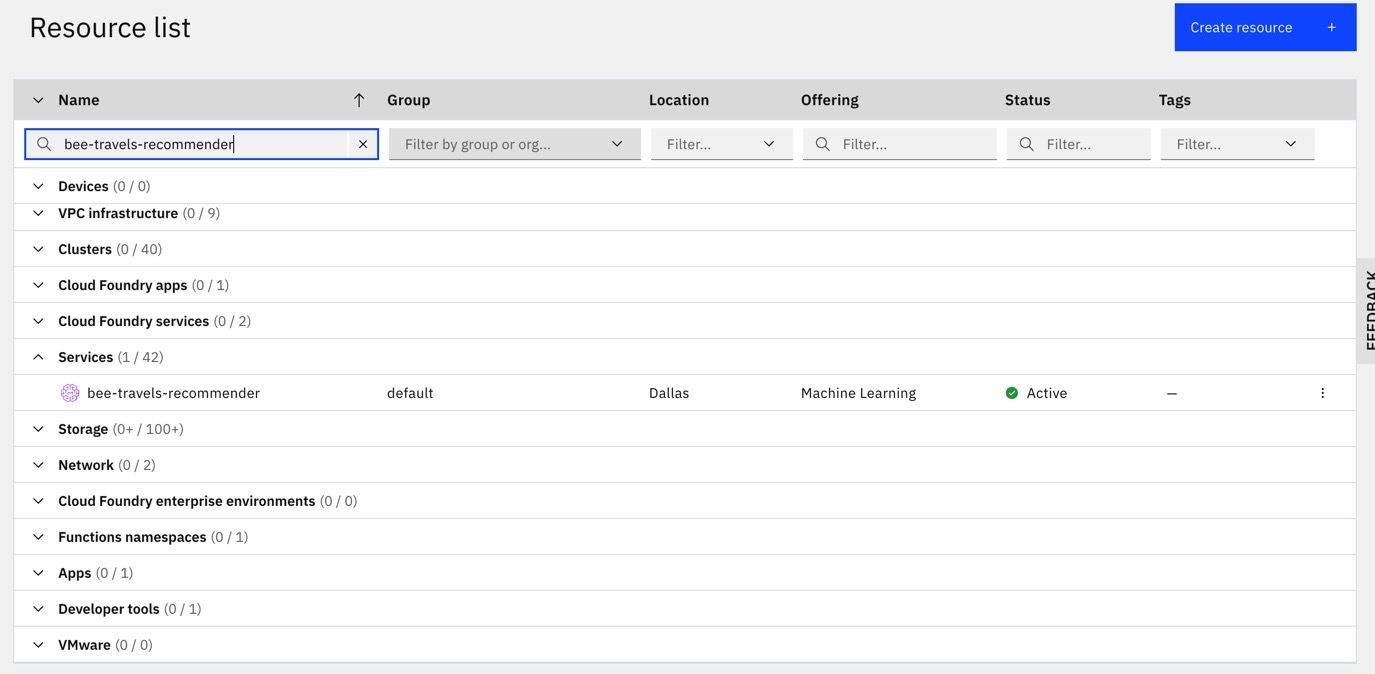 Resource list
Create resource +
Name Group Location Offering Status Tags
bee-travels-recommender Filter by group or org... Filter... Filter... Filter... Filter...
Devices (0 / 0)
VPC infrastructure (0 / 9)
Clusters (0 / 40)
Cloud Foundry apps (0 / 1)
Cloud Foundry services (0 / 2)
Services (1 / 42)
bee-travels-recommender default Dallas Machine Learning Active —
Storage (0+ / 100+)
Network (0 / 2)
Cloud Foundry enterprise environments (0 / 0)
Functions namespaces (0 / 1)
Apps (0 / 1)
Developer tools (0 / 1)
VMware (0 / 0)
FEEDBACK